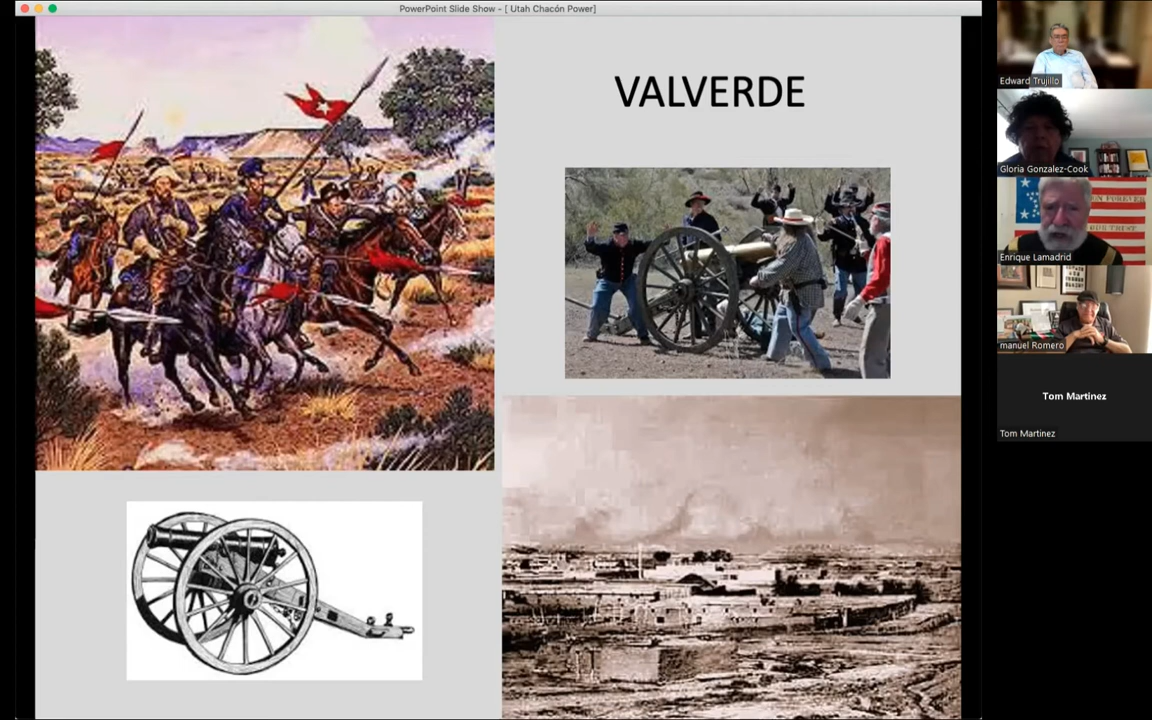 PowerPoint Slide Show - [ Utah Chacón Power]
VALVERDE
Edward Trujillo
Gloria Gonzalez-Cook
Enrique Lamadrid
manuel Romero
Tom Martinez
Tom Martinez